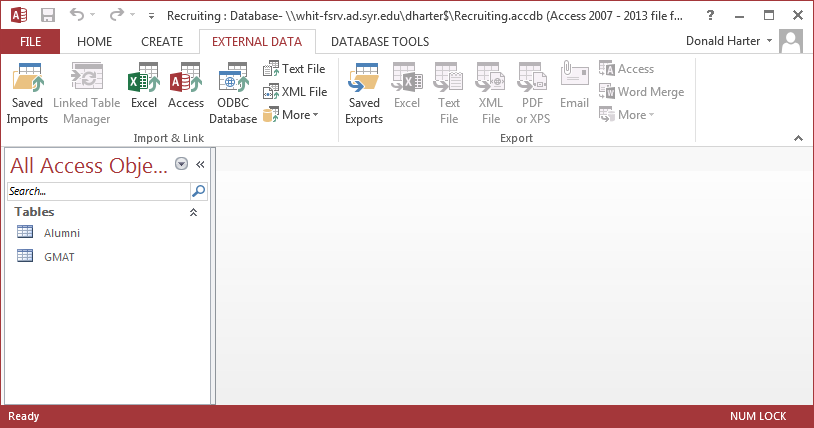 Recruiting : Database- \\whit-fsrv.ad.syr.edu\dharter$\Recruiting.accdb (Access 2007 - 2013 file f...
FILE HOME CREATE EXTERNAL DATA DATABASE TOOLS Donald Harter
Saved Imports
Linked Table Manager
Excel
Access
ODBC Database
Text File
XML File
More
Import & Link
Saved Exports
Excel
Text File
XML File
PDF or XPS
Email
Access
Word Merge
More
Export
All Access Obje...
Search...
Tables
Alumni
GMAT
Ready NUM LOCK